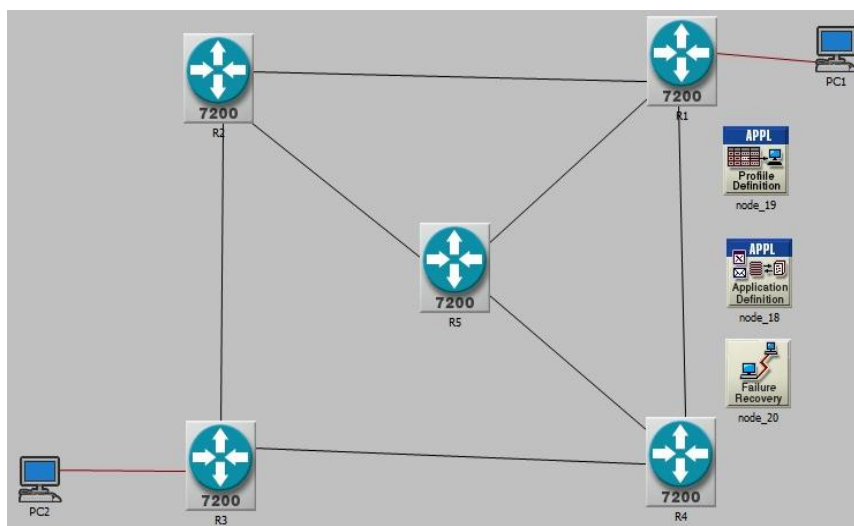 7200
R2
7200
R1
PC1
APPL
Profile
Definition
node_19
7200
R5
APPL
Application
Definition
node_18
Failure
Recovery
node_20
PC2
7200
R3
7200
R4